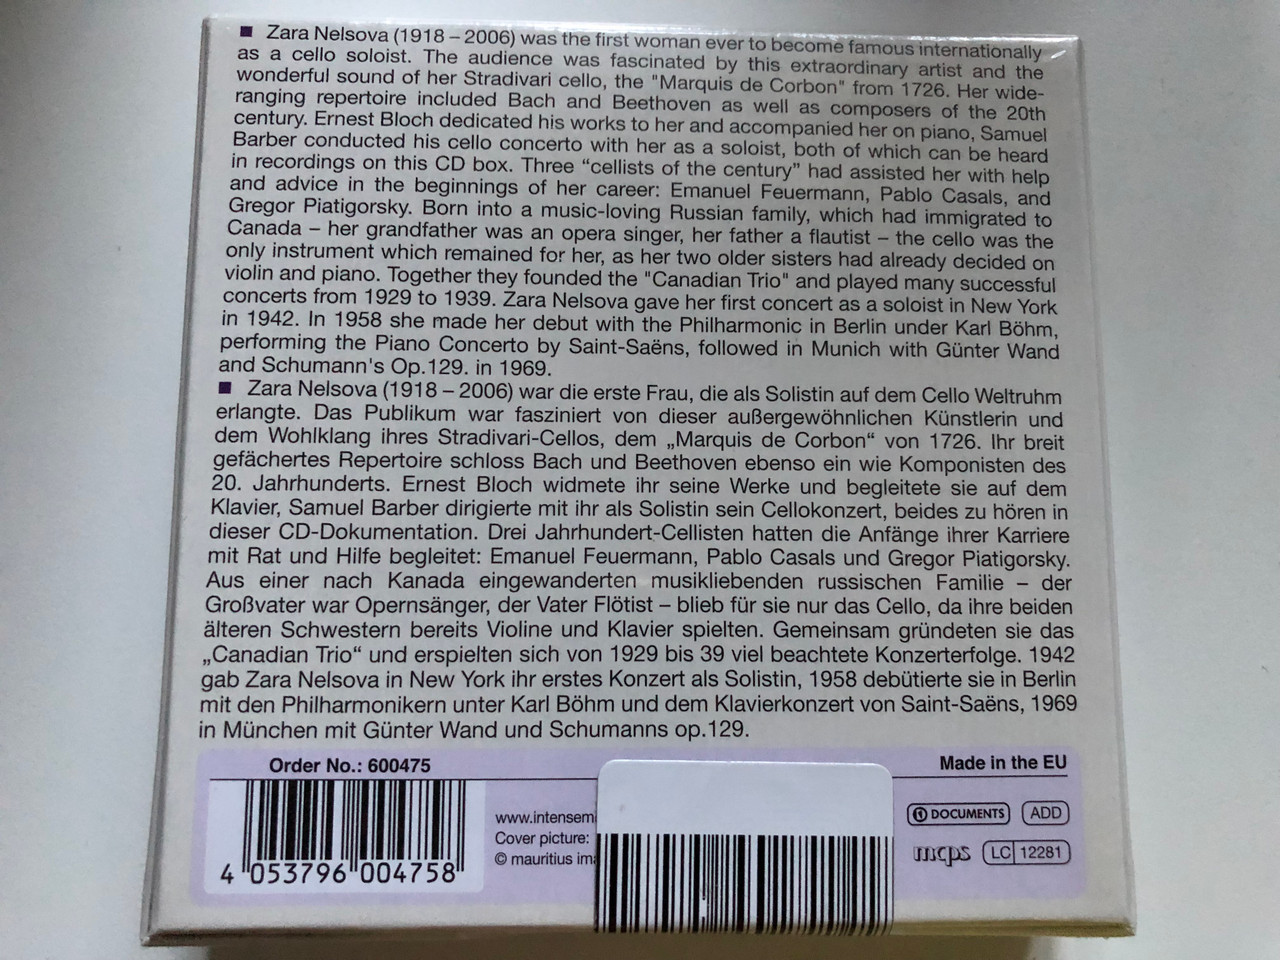 ■ Zara Nelsova (1918 – 2006) was the first woman ever to become famous internationally
as a cello soloist. The audience was fascinated by this extraordinary artist and the
wonderful sound of her Stradivari cello, the "Marquis de Corbon" from 1726. Her wide-
ranging repertoire included Bach and Beethoven as well as composers of the 20th
century. Ernest Bloch dedicated his works to her and accompanied her on piano, Samuel
Barber conducted his cello concerto with her as a soloist, both of which can be heard
in recordings on this CD box. Three “cellists of the century” had assisted her with help
and advice in the beginnings of her career: Emanuel Feuermann, Pablo Casals, and
Gregor Piatigorsky. Born into a music-loving Russian family, which had immigrated to
Canada – her grandfather was an opera singer, her father a flautist – the cello was the
only instrument which remained for her, as her two older sisters had already decided on
violin and piano. Together they founded the "Canadian Trio" and played many successful
concerts from 1929 to 1939. Zara Nelsova gave her first concert as a soloist in New York
in 1942. In 1958 she made her debut with the Philharmonic in Berlin under Karl Böhm,
performing the Piano Concerto by Saint-Saëns, followed in Munich with Günter Wand
and Schumann's Op.129. in 1969.
■ Zara Nelsova (1918 – 2006) war die erste Frau, die als Solistin auf dem Cello Weltruhm
erlangte. Das Publikum war fasziniert von dieser außergewöhnlichen Künstlerin und
dem Wohlklang ihres Stradivari-Cellos, dem „Marquis de Corbon“ von 1726. Ihr breit
gefächertes Repertoire schloss Bach und Beethoven ebenso ein wie Komponisten des
20. Jahrhunderts. Ernest Bloch widmete ihr seine Werke und begleitete sie auf dem
Klavier, Samuel Barber dirigierte mit ihr als Solistin sein Cellokonzert, beides zu hören in
dieser CD-Dokumentation. Drei Jahrhundert-Cellisten hatten die Anfänge ihrer Karriere
mit Rat und Hilfe begleitet: Emanuel Feuermann, Pablo Casals und Gregor Piatigorsky.
Aus einer nach Kanada eingewanderten musikliebenden russischen Familie – der
Großvater war Opernsänger, der Vater Flötist – blieb für sie nur das Cello, da ihre beiden
älteren Schwestern bereits Violine und Klavier spielten. Gemeinsam gründeten sie das
„Canadian Trio“ und erspielten sich von 1929 bis 39 viel beachtete Konzerterfolge. 1942
gab Zara Nelsova in New York ihr erstes Konzert als Solistin, 1958 debütierte sie in Berlin
mit den Philharmonikern unter Karl Böhm und dem Klavierkonzert von Saint-Saëns, 1969
in München mit Günter Wand und Schumanns op.129.
Order No.: 600475
Made in the EU
4 053796 004758
www.intensem
Cover picture:
© mauritius im
DOCUMENTS ADD
mcps LC 12281